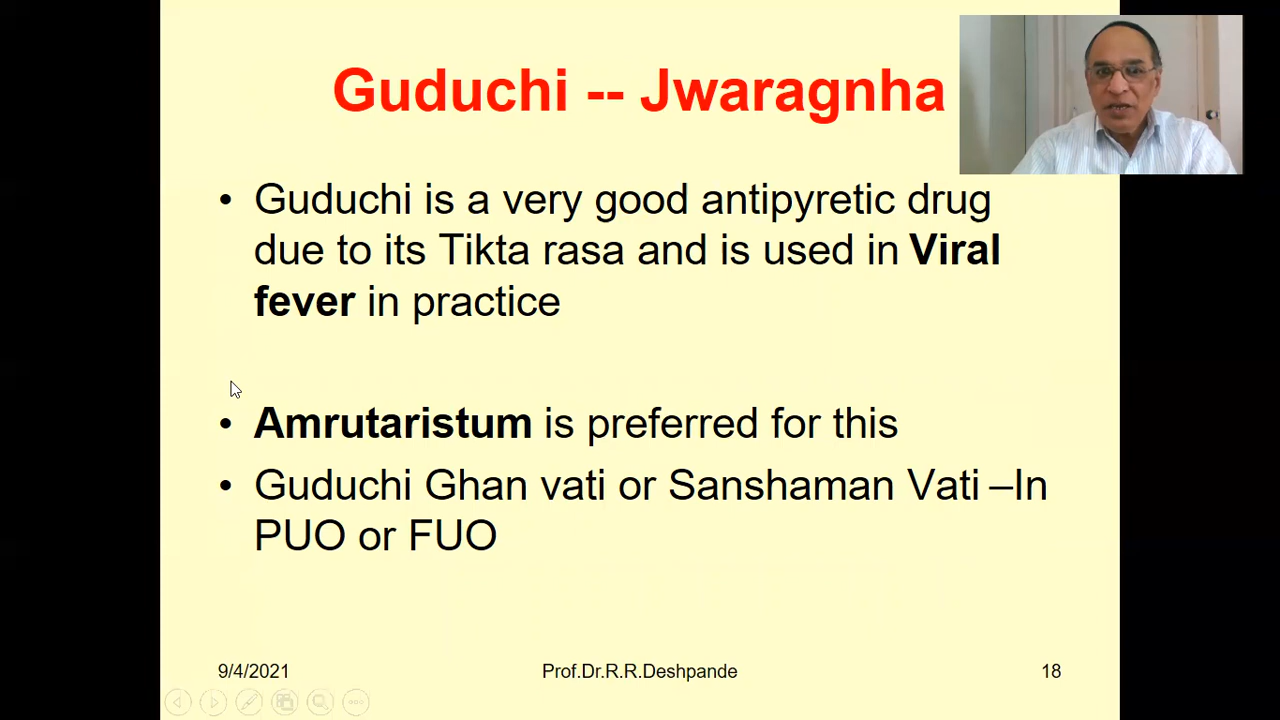 Guduchi -- Jwaragnha
• Guduchi is a very good antipyretic drug
due to its Tikta rasa and is used in Viral
fever in practice
• Amrutaristum is preferred for this
• Guduchi Ghan vati or Sanshaman Vati –In
PUO or FUO
9/4/2021 Prof.Dr.R.R.Deshpande 18